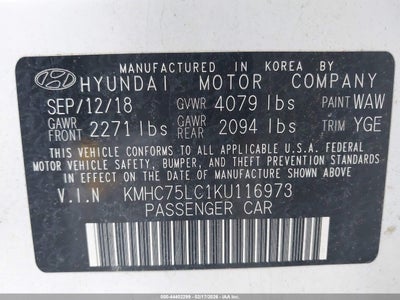 MANUFACTURED IN KOREA BY
HYUNDAI MOTOR COMPANY
SEP/12/18 GVWR 4079 lbs PAINT WAW
GAWR FRONT 2271 lbs GAWR REAR 2094 lbs TRIM YGE
THIS VEHICLE CONFORMS TO ALL APPLICABLE U.S.A. FEDERAL
MOTOR VEHICLE SAFETY, BUMPER, AND THEFT PREVENTION
STANDARDS IN EFFECT ON THE DATE OF MANUFACTURE SHOWN ABOVE.
V.I.N KMHC75LC1KU116973
PASSENGER CAR